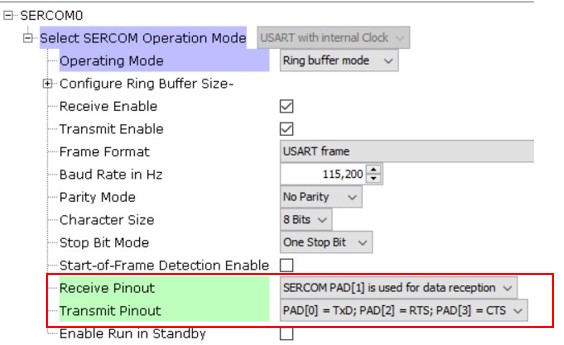 SERCOM0
Select SERCOM Operation Mode USART with internal Clock
Operating Mode Ring buffer mode
Configure Ring Buffer Size-
Receive Enable
Transmit Enable
Frame Format USART frame
Baud Rate in Hz 115,200
Parity Mode No Parity
Character Size 8 Bits
Stop Bit Mode One Stop Bit
Start-of-Frame Detection Enable
Receive Pinout SERCOM PAD[1] is used for data reception
Transmit Pinout PAD[0] = TxD; PAD[2] = RTS; PAD[3] = CTS
Enable Run in Standby